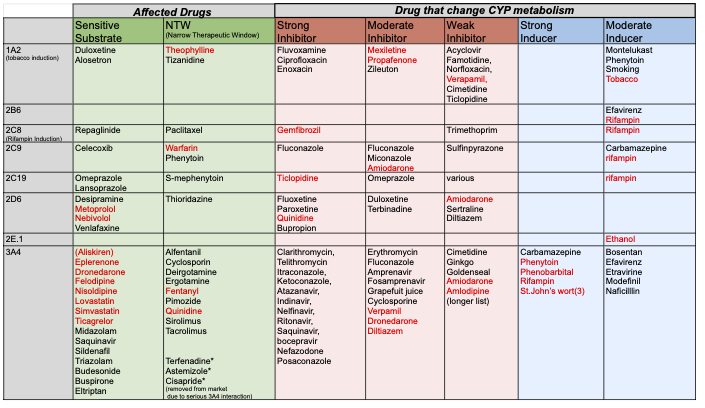 Affected Drugs
Drug that change CYP metabolism
Sensitive
Substrate
NTW
(Narrow Therapeutic Window)
Strong
Inhibitor
Moderate
Inhibitor
Weak
Inhibitor
Strong
Inducer
Moderate
Inducer
1A2
(tobacco induction)
Duloxetine
Alosetron
Theophylline
Tizanidine
Fluvoxamine
Ciprofloxacin
Enoxacin
Mexiletine
Propafenone
Zileuton
Acyclovir
Famotidine,
Norfloxacin,
Verapamil,
Cimetidine
Ticlopidine
Montelukast
Phenytoin
Smoking
Tobacco
2B6
Efavirenz
Rifampin
2C8
(Rifampin Induction)
Repaglinide
Paclitaxel
Gemfibrozil
Trimethoprim
Rifampin
2C9
Celecoxib
Warfarin
Phenytoin
Fluconazole
Fluconazole
Miconazole
Amiodarone
Sulfinpyrazone
Carbamazepine
rifampin
2C19
Omeprazole
Lansoprazole
S-mephenytoin
Ticlopidine
Omeprazole
various
rifampin
2D6
Desipramine
Metoprolol
Nebivolol
Venlafaxine
Thioridazine
Fluoxetine
Paroxetine
Quinidine
Bupropion
Duloxetine
Terbinadine
Amiodarone
Sertraline
Diltiazem
2E.1
Ethanol
3A4
(Aliskiren)
Eplerenone
Dronedarone
Felodipine
Nisoldipine
Lovastatin
Simvastatin
Ticagrelor
Midazolam
Saquinavir
Sildenafil
Triazolam
Budesonide
Buspirone
Eltriptan
Alfentanil
Cyclosporin
Deirgotamine
Ergotamine
Fentanyl
Pimozide
Quinidine
Sirolimus
Tacrolimus
Terfenadine*
Astemizole*
Cisapride*
(removed from market
due to serious 3A4 interaction)
Clarithromycin,
Telithromycin
Itraconazole,
Ketoconazole,
Atazanavir,
Indinavir,
Nelfinavir,
Ritonavir,
Saquinavir,
bocepravir
Nefazodone
Posaconazole
Erythromycin
Fluconazole
Amprenavir
Fosamprenavir
Grapefuit juice
Cyclosporine
Verpamil
Dronedarone
Diltiazem
Cimetidine
Ginkgo
Goldenseal
Amiodarone
Amlodipine
(longer list)
Carbamazepine
Phenytoin
Phenobarbital
Rifampin
St.John's wort(3)
Bosentan
Efavirenz
Etravirine
Modefinil
Naficilllin